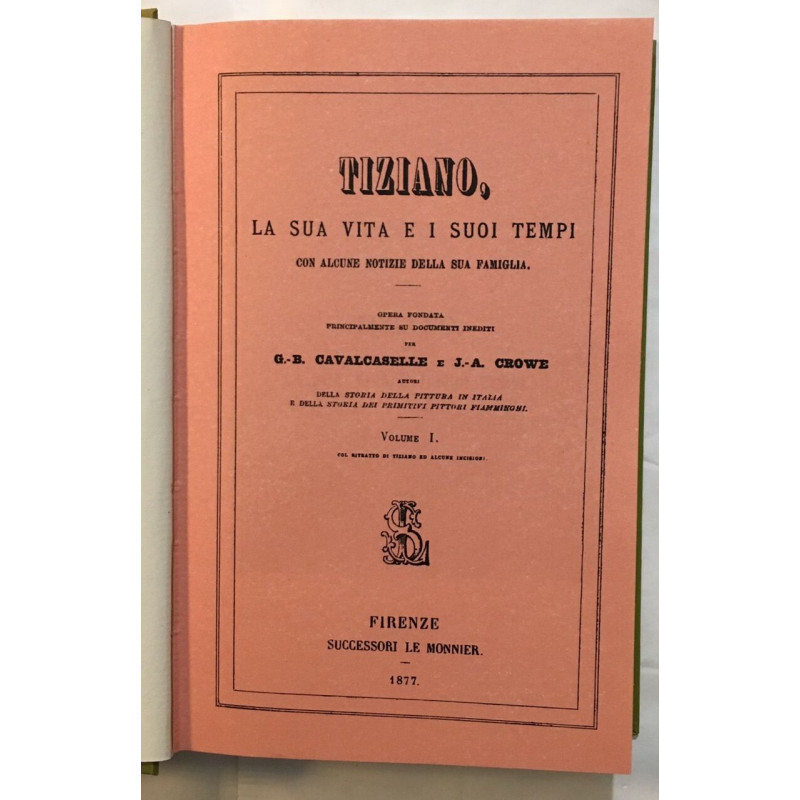 TIZIANO,
LA SUA VITA E I SUOI TEMPI
CON ALCUNE NOTIZIE DELLA SUA FAMIGLIA.
OPERA FONDATA
PRINCIPALMENTE SU DOCUMENTI INEDITI
PER
G.-B. CAVALCASELLE E J.-A. CROWE
AUTORI
DELLA STORIA DELLA PITTURA IN ITALIA
E DELLA STORIA DEI PRIMITIVI PITTORI FIAMMINGHI.
VOLUME I.
COL RITRATTO DI TIZIANO ED ALCUNE INCISIONI.
FIRENZE
SUCCESSORI LE MONNIER.
1877.